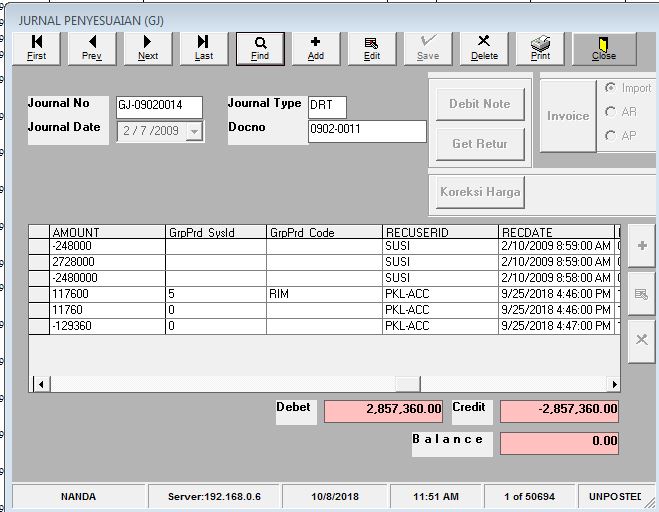 JURNAL PENYESUAIAN (GJ)
First Prev Next Last Find Add Edit Save Delete Print Close
Journal No GJ-09020014 Journal Type DRT
Journal Date 2 / 7 /2009 Docno 0902-0011
Debit Note
Get Retur
Koreksi Harga
Invoice
Import
AR
AP
AMOUNT GrpPrd_SysId GrpPrd_Code RECUSERID RECDATE
-248000 SUSI 2/10/2009 8:59:00 AM
2728000 SUSI 2/10/2009 8:59:00 AM
-2480000 SUSI 2/10/2009 8:58:00 AM
117600 5 RIM PKL-ACC 9/25/2018 4:46:00 PM
11760 0 PKL-ACC 9/25/2018 4:46:00 PM
-129360 0 PKL-ACC 9/25/2018 4:47:00 PM
Debet 2,857,360.00 Credit -2,857,360.00
Balance 0.00
NANDA Server:192.168.0.6 10/8/2018 11:51 AM 1 of 50694 UNPOSTED